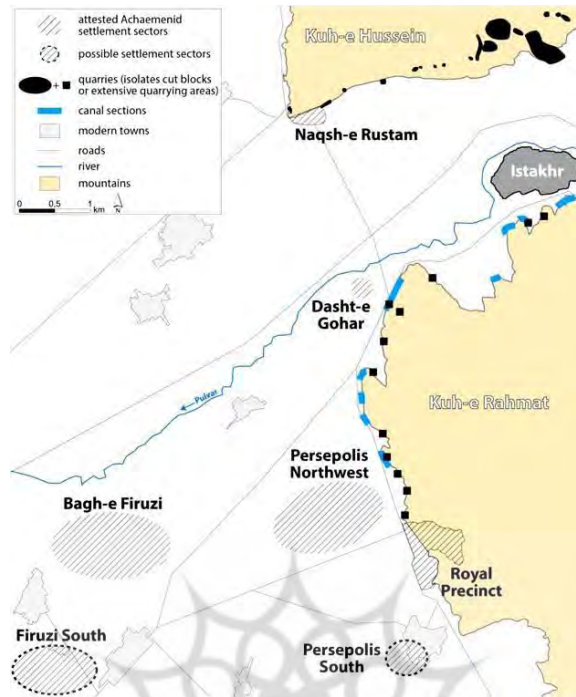 attested Achaemenid
settlement sectors
possible settlement sectors
quarries (isolates cut blocks
or extensive quarrying areas)
canal sections
modern towns
roads
river
mountains
0 0.5 1
km
N
Kuh-e Hussein
Naqsh-e Rustam
Istakhr
Dasht-e
Gohar
Kuh-e Rahmat
Pulvar
Persepolis
Northwest
Bagh-e Firuzi
Royal
Precinct
Firuzi South
Persepolis
South